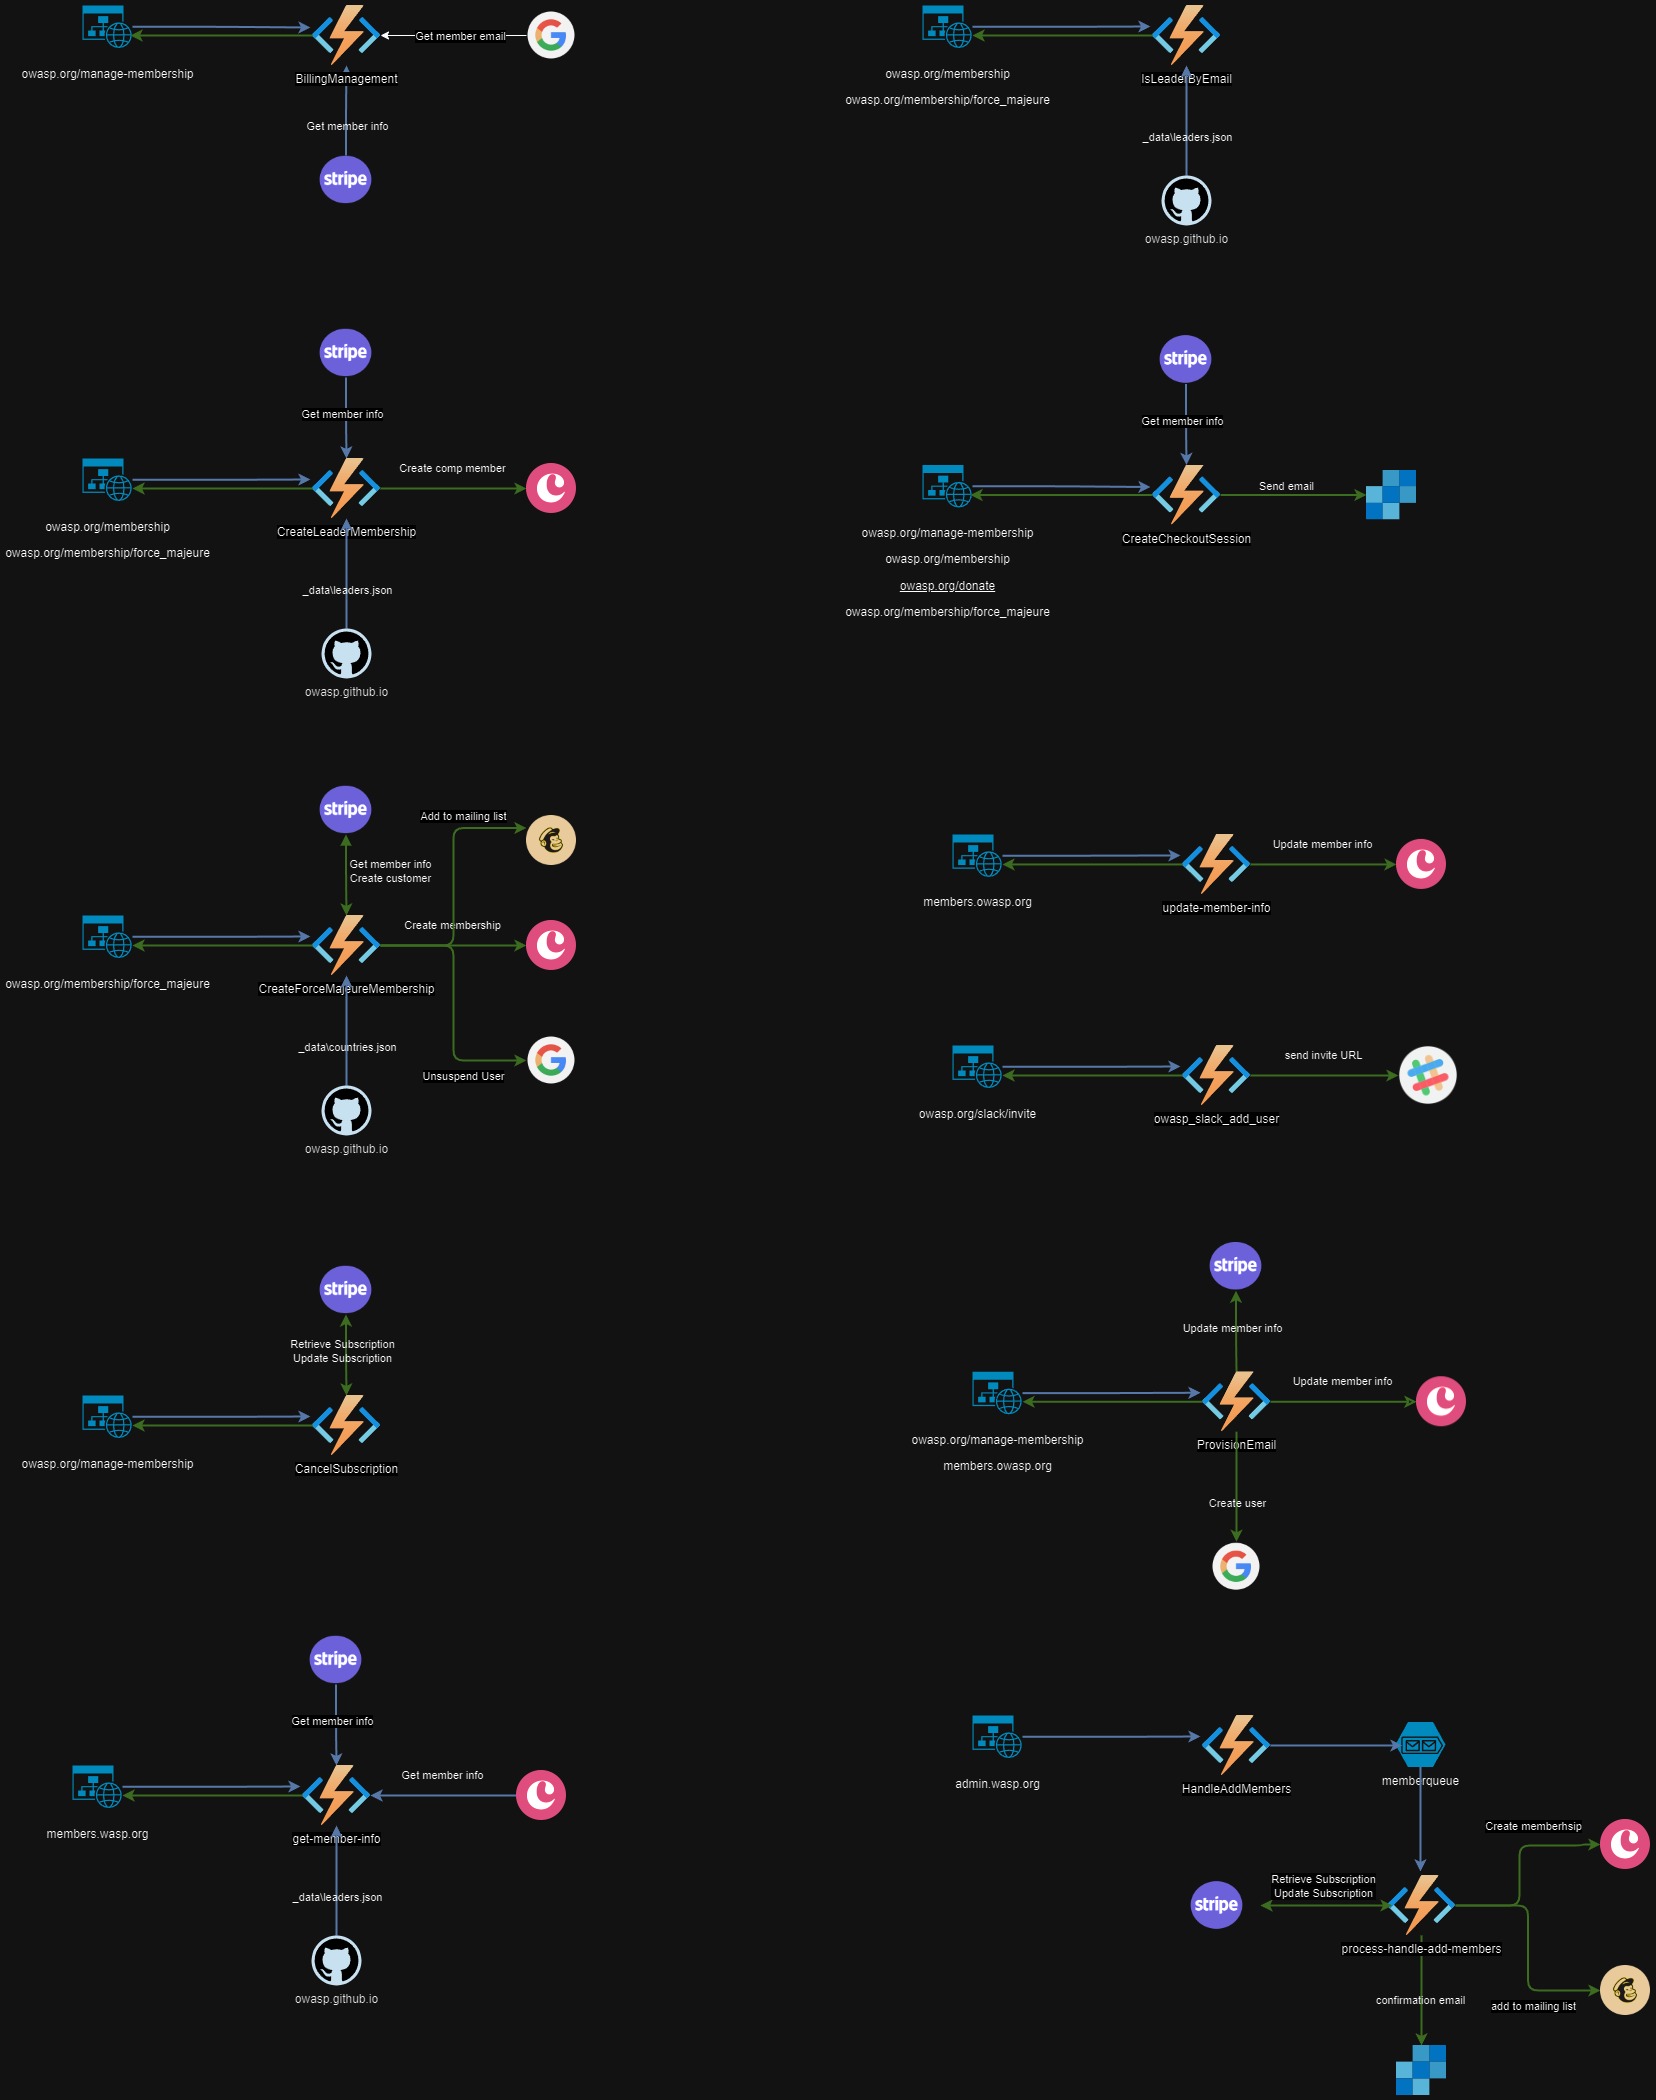 Get member email
owasp.org/manage-membership
BillingManagement
Get member info
stripe
owasp.org/membership
owasp.org/membership/force_majeure
IsLeaderByEmail
_data\leaders.json
owasp.github.io
stripe
Get member info
Create comp member
owasp.org/membership
owasp.org/membership/force_majeure
CreateLeaderMembership
_data\leaders.json
owasp.github.io
stripe
Get member info
Send email
owasp.org/manage-membership
owasp.org/membership
owasp.org/donate
owasp.org/membership/force_majeure
CreateCheckoutSession
stripe
Add to mailing list
Get member info
Create customer
Create membership
owasp.org/membership/force_majeure
CreateForceMajeureMembership
_data\countries.json
Unsuspend User
owasp.github.io
Update member info
members.owasp.org
update-member-info
send invite URL
owasp.org/slack/invite
owasp_slack_add_user
stripe
Retrieve Subscription
Update Subscription
owasp.org/manage-membership
CancelSubscription
stripe
Update member info
Update member info
owasp.org/manage-membership
members.owasp.org
ProvisionEmail
Create user
stripe
Get member info
Get member info
members.wasp.org
get-member-info
_data\leaders.json
owasp.github.io
admin.wasp.org
HandleAddMembers
memberqueue
Create memberhsip
Retrieve Subscription
Update Subscription
stripe
process-handle-add-members
confirmation email
add to mailing list